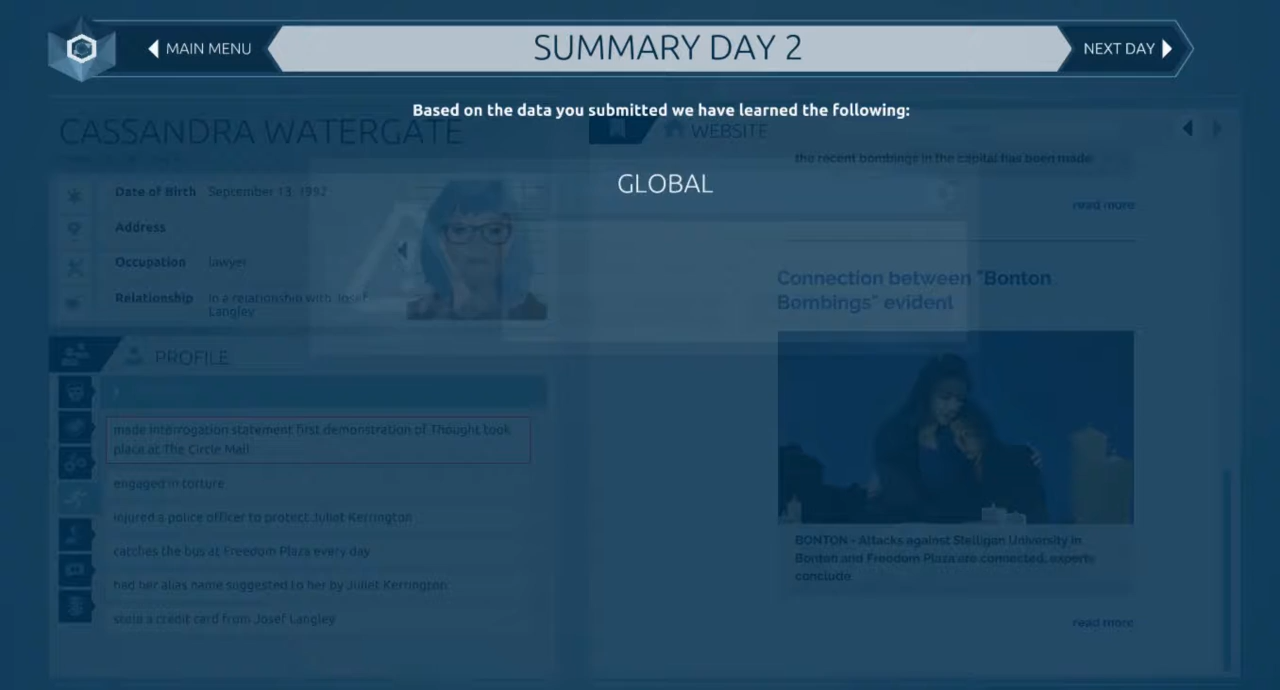 MAIN MENU
SUMMARY DAY 2
NEXT DAY
Based on the data you submitted we have learned the following:
CASSANDRA WATERGATE
WEBSITE
the recent bombings in the capital has been made.
GLOBAL
Date of Birth September 13, 1992
read more
Address
Occupation lawyer
Relationship In a relationship with Josef
Langley
Connection between "Bonton
Bombings" evident
PROFILE
made interrogation statement first demonstration of Thought took
place at The Circle Mall
engaged in torture
injured a police officer to protect Juliet Kerrington
catches the bus at Freedom Plaza every day
had her alias name suggested to her by Juliet Kerrington.
stole a credit card from Josef Langley
BONTON - Attacks against Stelligan University in
Bonton and Freedom Plaza are connected, experts
conclude
read more